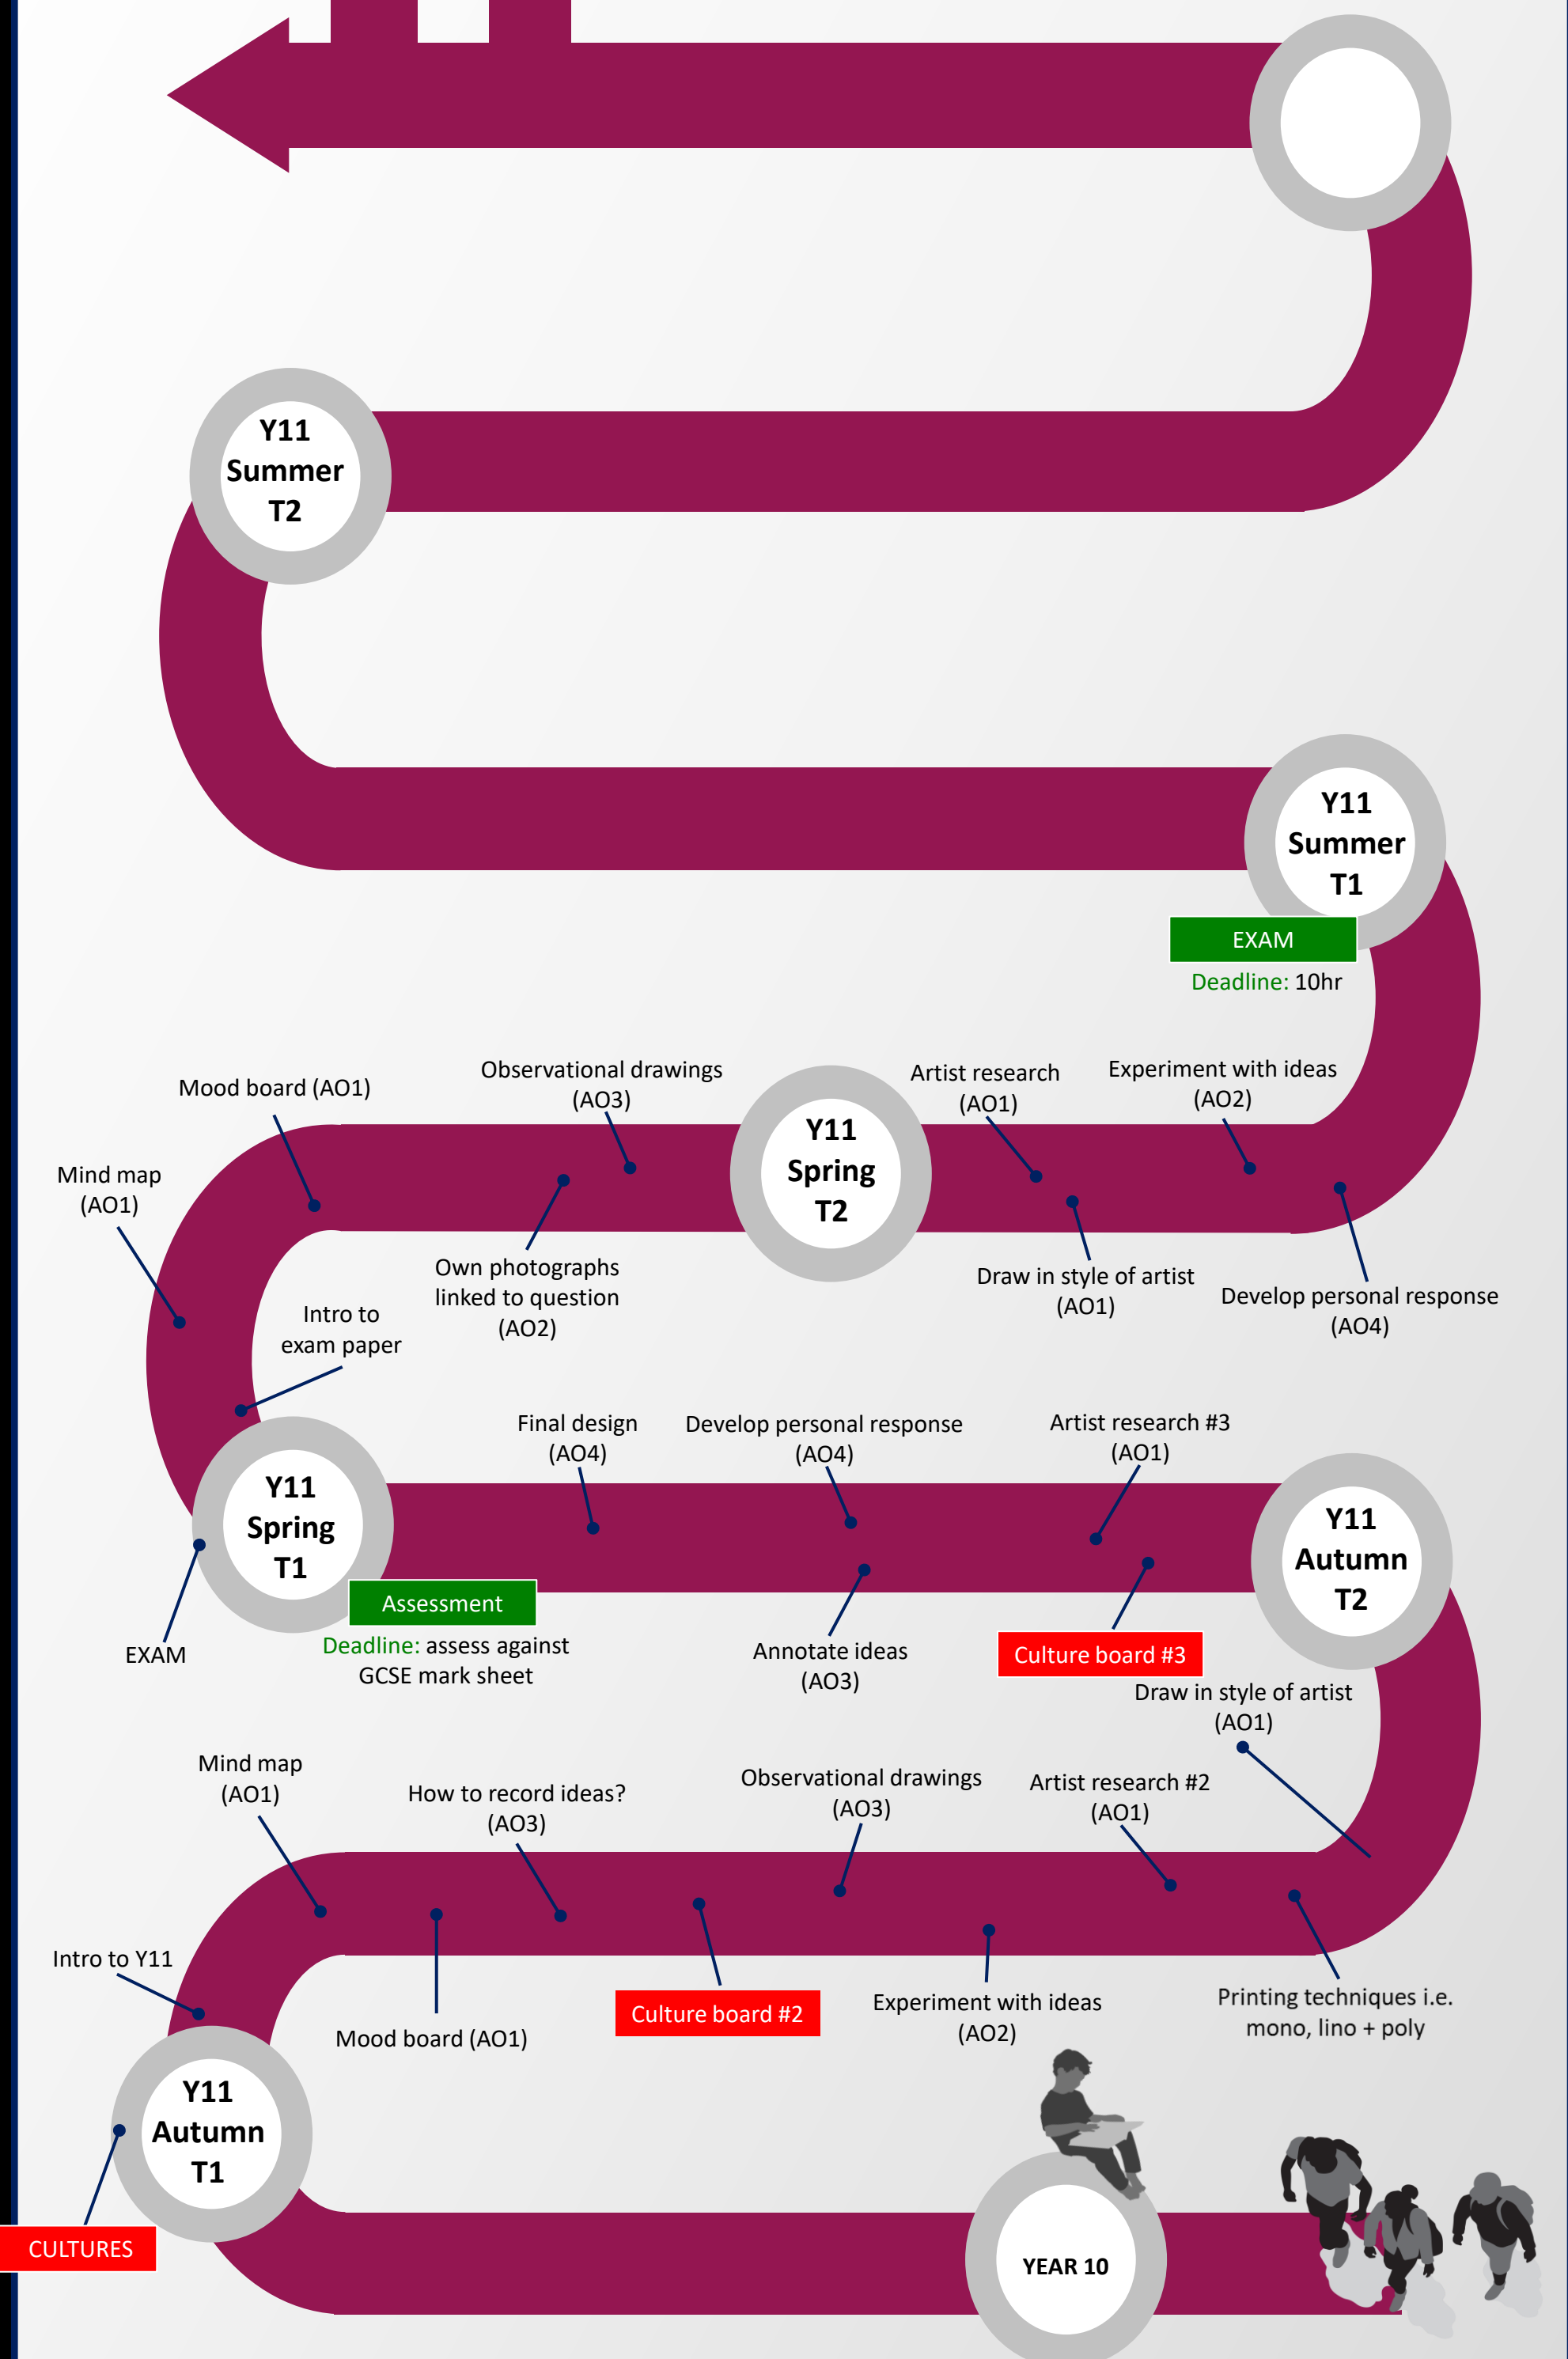 Y11
Summer
T2
Y11
Summer
T1
EXAM
Deadline: 10hr
Mood board (AO1)
Observational drawings
(AO3)
Artist research
(AO1)
Experiment with ideas
(AO2)
Mind map
(AO1)
Y11
Spring
T2
Own photographs
linked to question
(AO2)
Draw in style of artist
(AO1)
Develop personal response
(AO4)
Intro to
exam paper
Final design
(AO4)
Develop personal response
(AO4)
Artist research #3
(AO1)
Y11
Spring
T1
Y11
Autumn
T2
Assessment
Deadline: assess against
GCSE mark sheet
EXAM
Annotate ideas
(AO3)
Culture board #3
Draw in style of artist
(AO1)
Mind map
(AO1)
How to record ideas?
(AO3)
Observational drawings
(AO3)
Artist research #2
(AO1)
Intro to Y11
Mood board (AO1)
Culture board #2
Experiment with ideas
(AO2)
Printing techniques i.e.
mono, lino + poly
Y11
Autumn
T1
CULTURES
YEAR 10